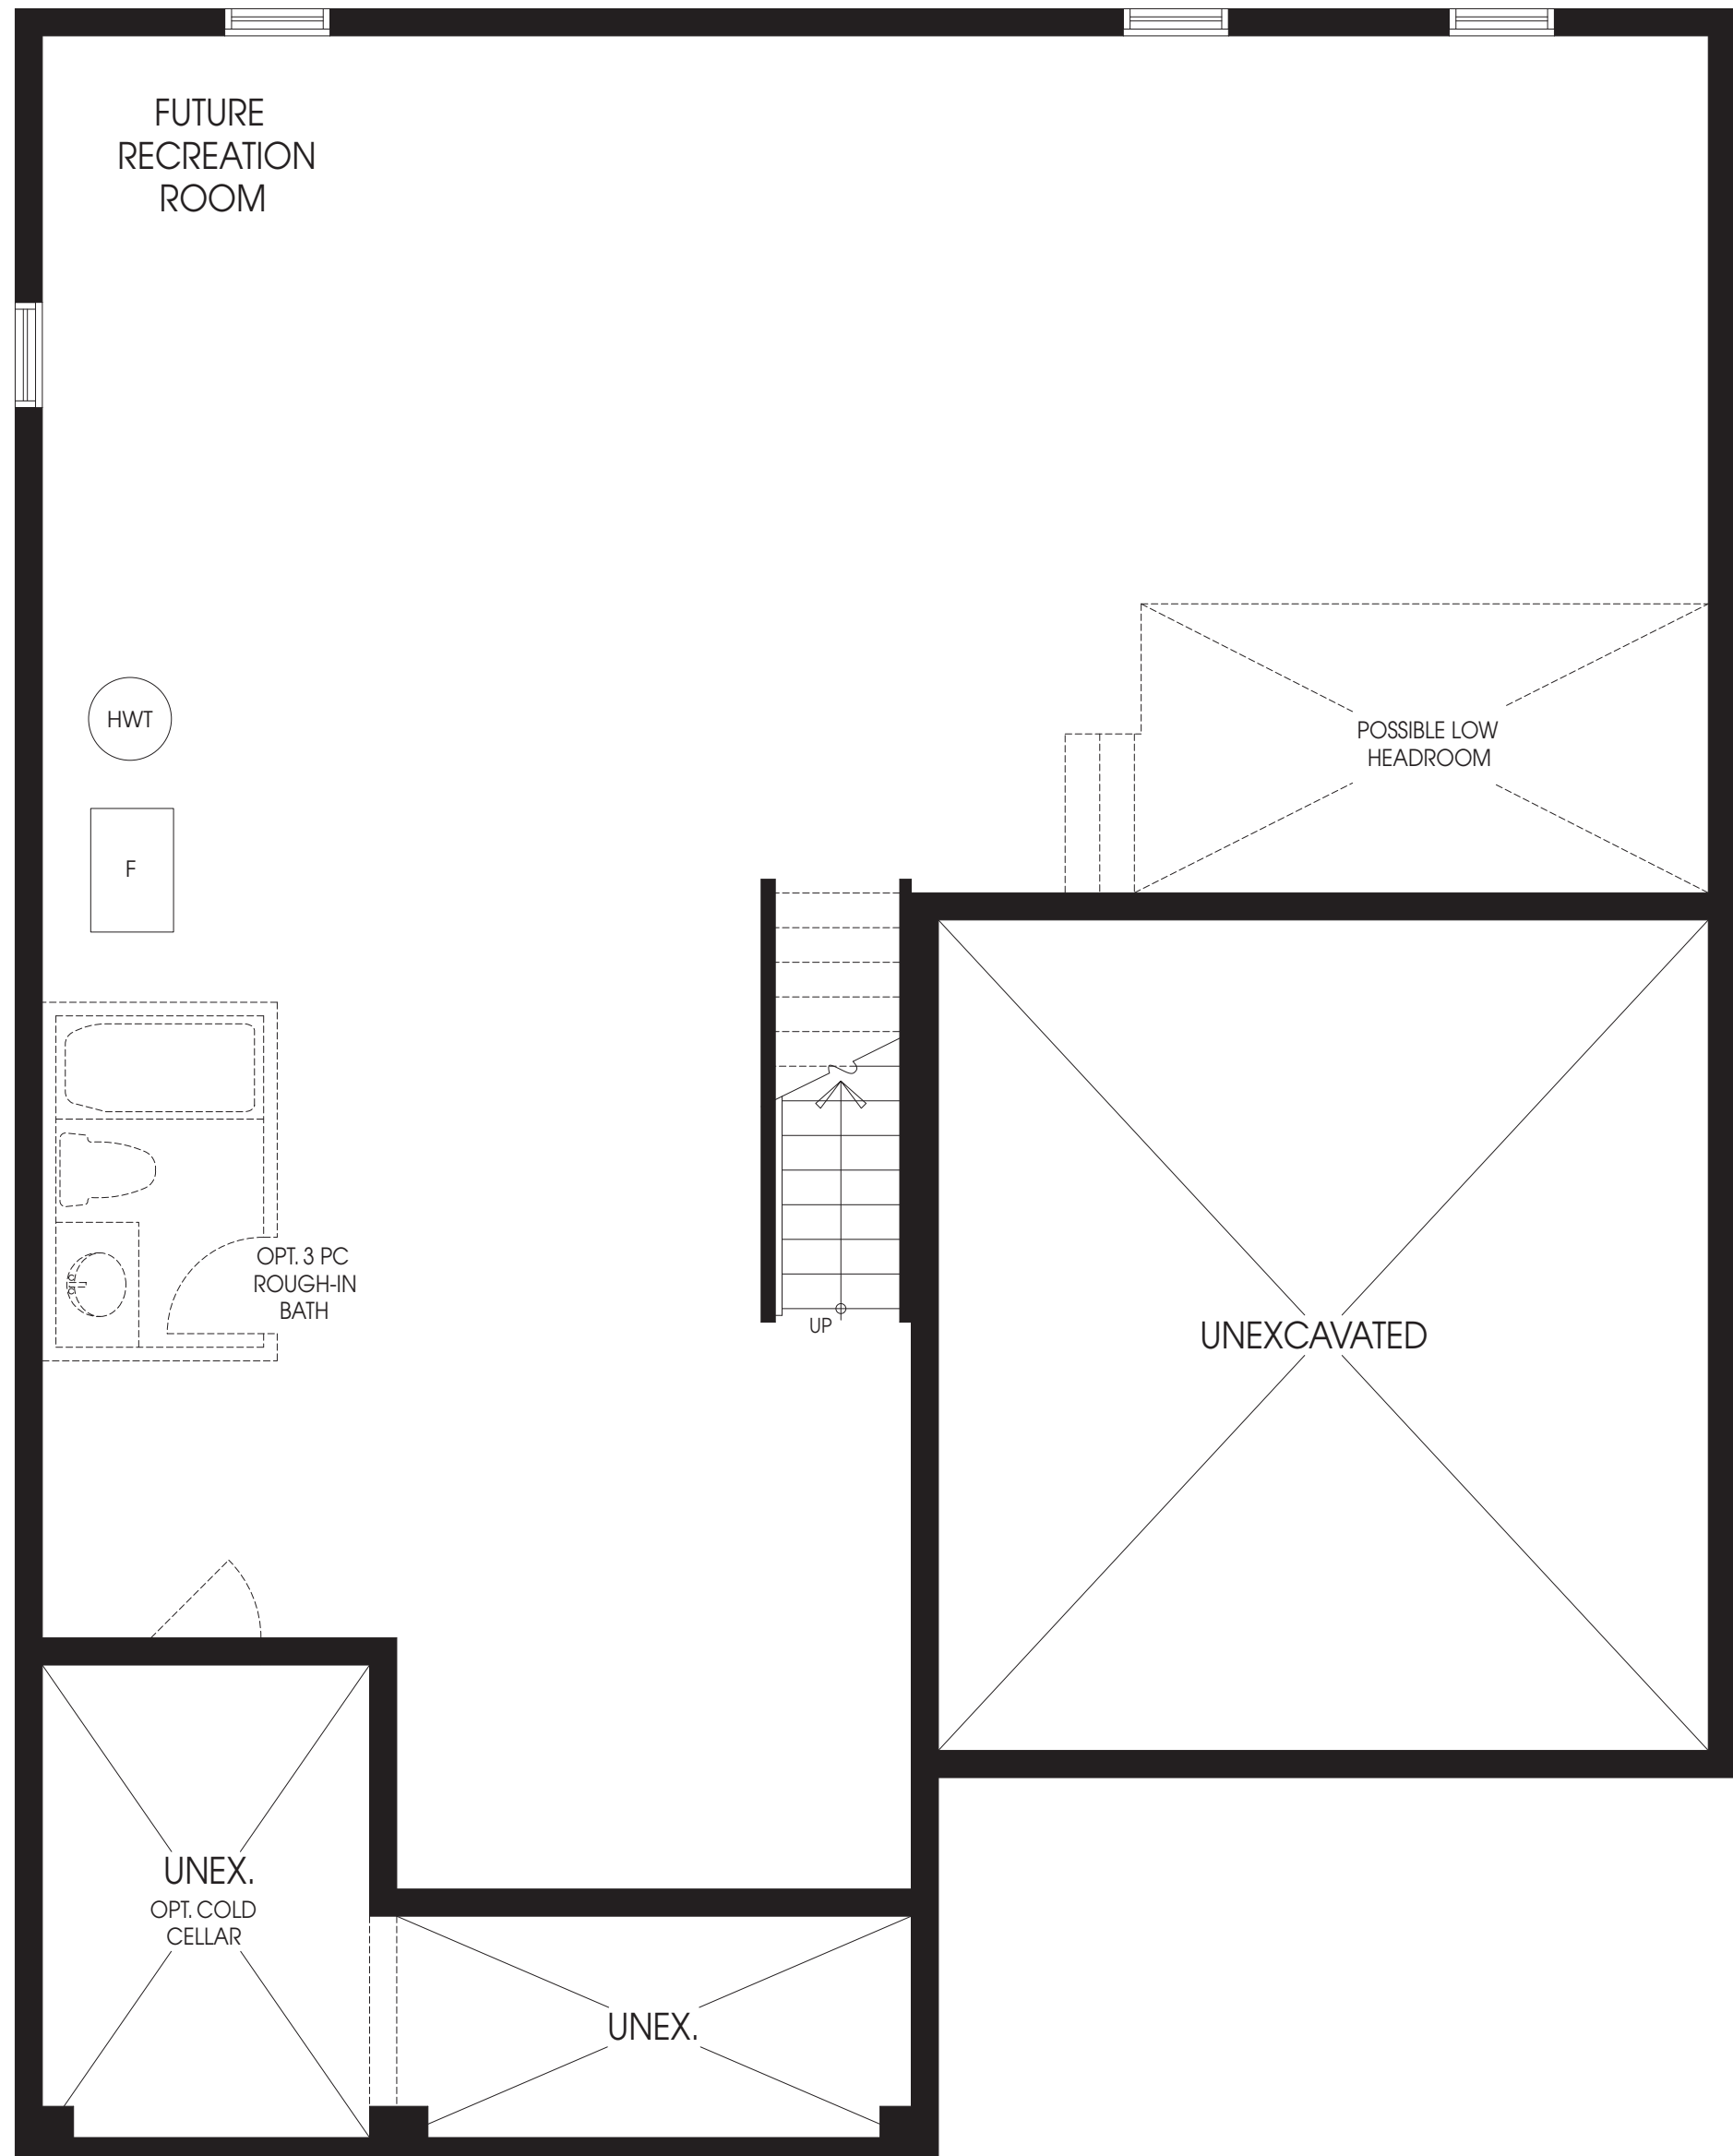 FUTURE
RECREATION
ROOM
HWT
POSSIBLE LOW
HEADROOM
F
OPT. 3 PC
ROUGH-IN
BATH
UP
UNEXCAVATED
UNEX.
OPT. COLD
CELLAR
UNEX.